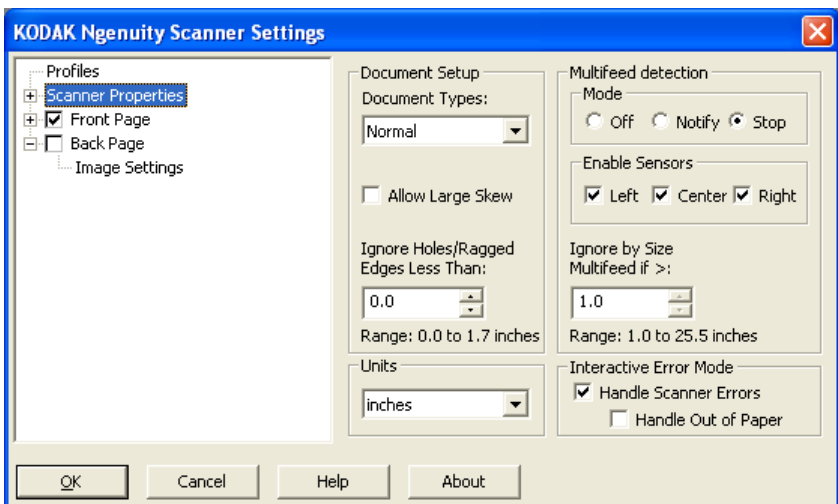 KODAK Ngenuity Scanner Settings
Profiles
Scanner Properties
Front Page
Back Page
Image Settings
Document Setup
Document Types:
Normal
Allow Large Skew
Ignore Holes/Ragged
Edges Less Than:
0.0
Range: 0.0 to 1.7 inches
Units
inches
Multifeed detection
Mode
Off Notify Stop
Enable Sensors
Left Center Right
Ignore by Size
Multifeed if >:
1.0
Range: 1.0 to 25.5 inches
Interactive Error Mode
Handle Scanner Errors
Handle Out of Paper
OK Cancel Help About